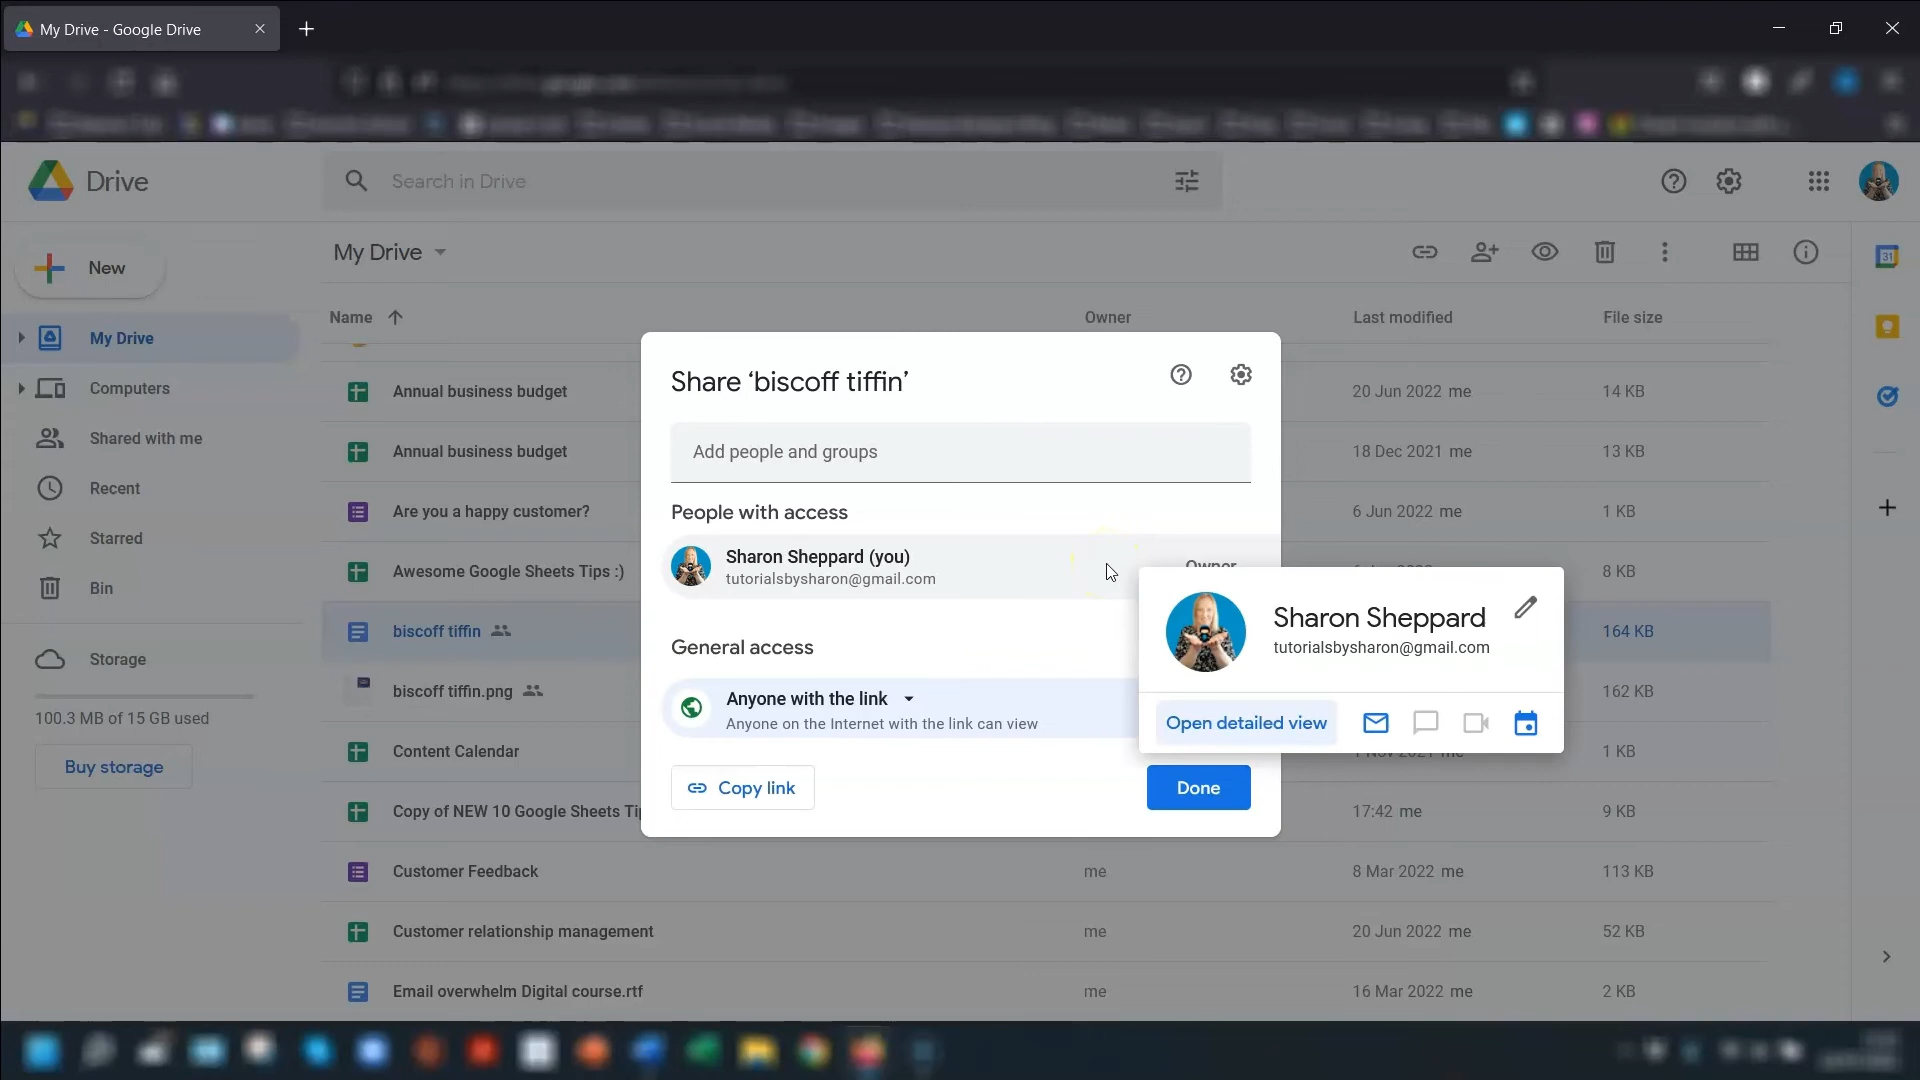 My Drive - Google Drive
Drive
Search in Drive
New
My Drive
Name
Owner
Last modified
File size
My Drive
Computers
Shared with me
Recent
Starred
Bin
Storage
100.3 MB of 15 GB used
Buy storage
Annual business budget
20 Jun 2022 me
14 KB
Annual business budget
18 Dec 2021 me
13 KB
Are you a happy customer?
6 Jun 2022 me
1 KB
Awesome Google Sheets Tips :)
8 KB
biscoff tiffin
164 KB
biscoff tiffin.png
162 KB
Content Calendar
1 KB
Copy of NEW 10 Google Sheets
17:42 me
9 KB
Customer Feedback
me
8 Mar 2022 me
113 KB
Customer relationship management
me
20 Jun 2022 me
52 KB
Email overwhelm Digital course.rtf
me
16 Mar 2022 me
2 KB
Share ‘biscoff tiffin’
Add people and groups
People with access
Sharon Sheppard (you)
tutorialsbysharon@gmail.com
Owner
General access
Anyone with the link
Anyone on the Internet with the link can view
Copy link
Done
Sharon Sheppard
tutorialsbysharon@gmail.com
Open detailed view
31